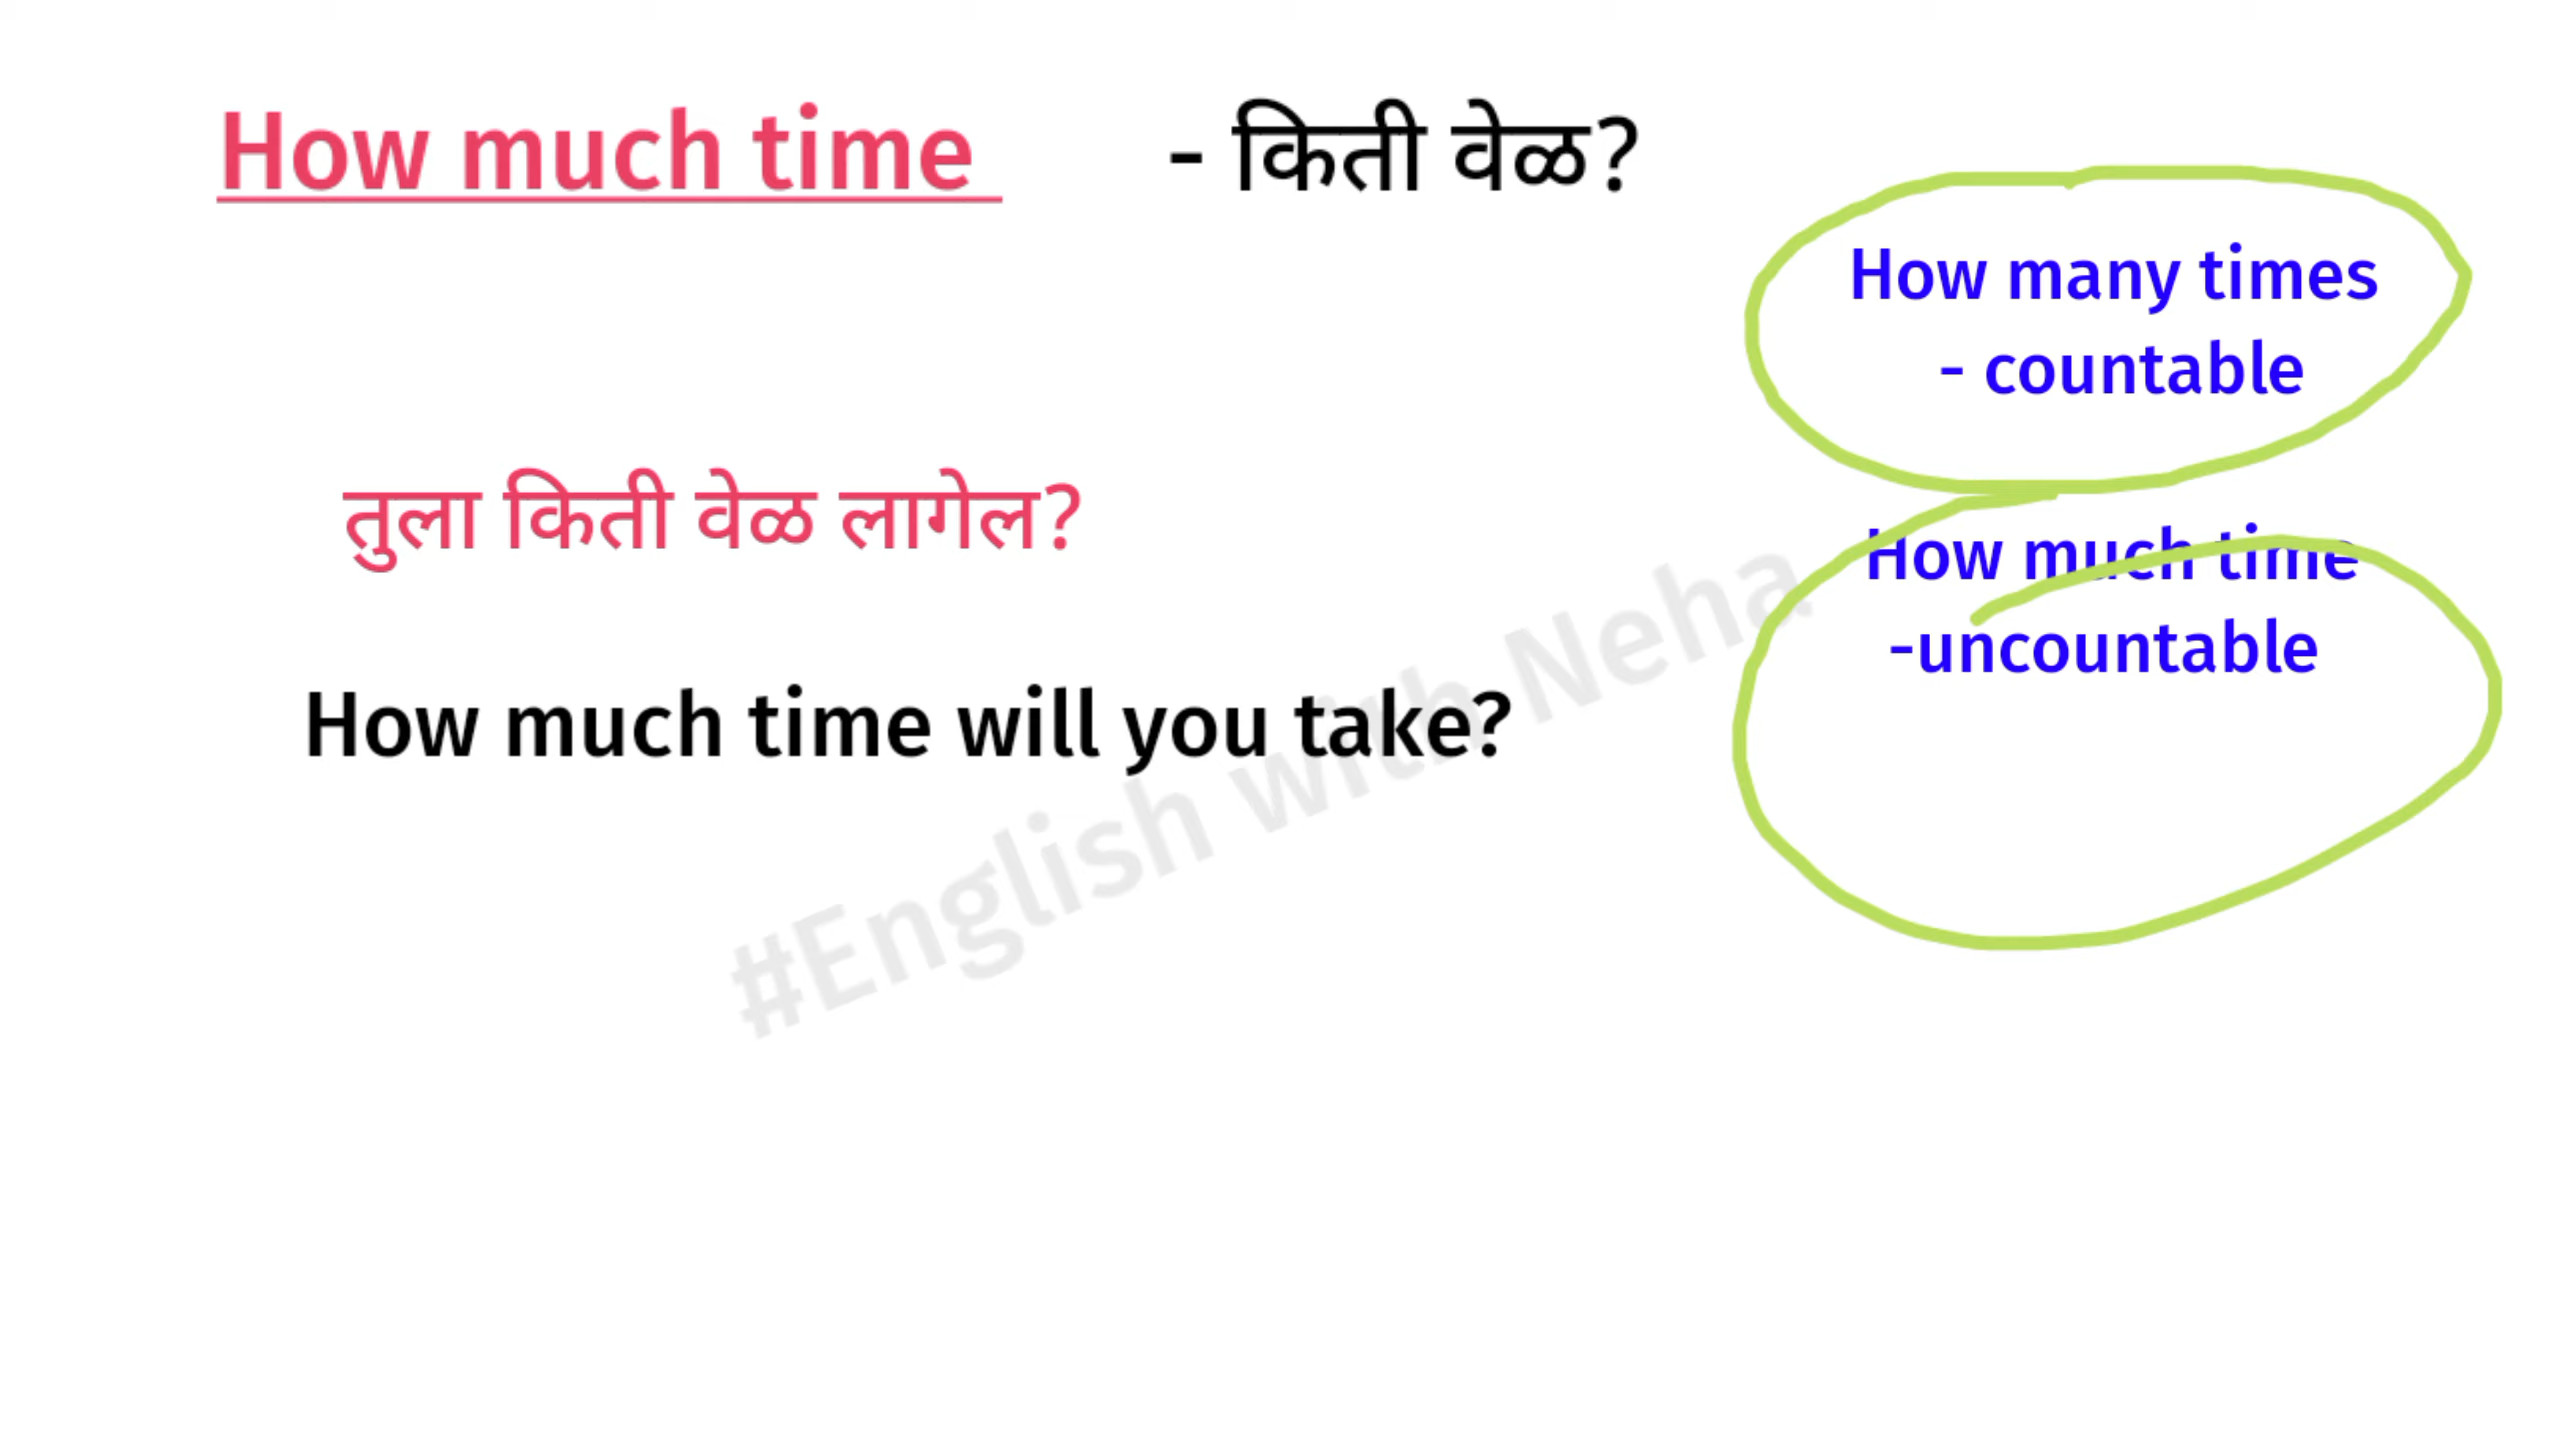 How much time - किती वेळ?
How many times
- countable
तुला किती वेळ लागेल?
How much time
-uncountable
How much time will you take?
#English with Neha